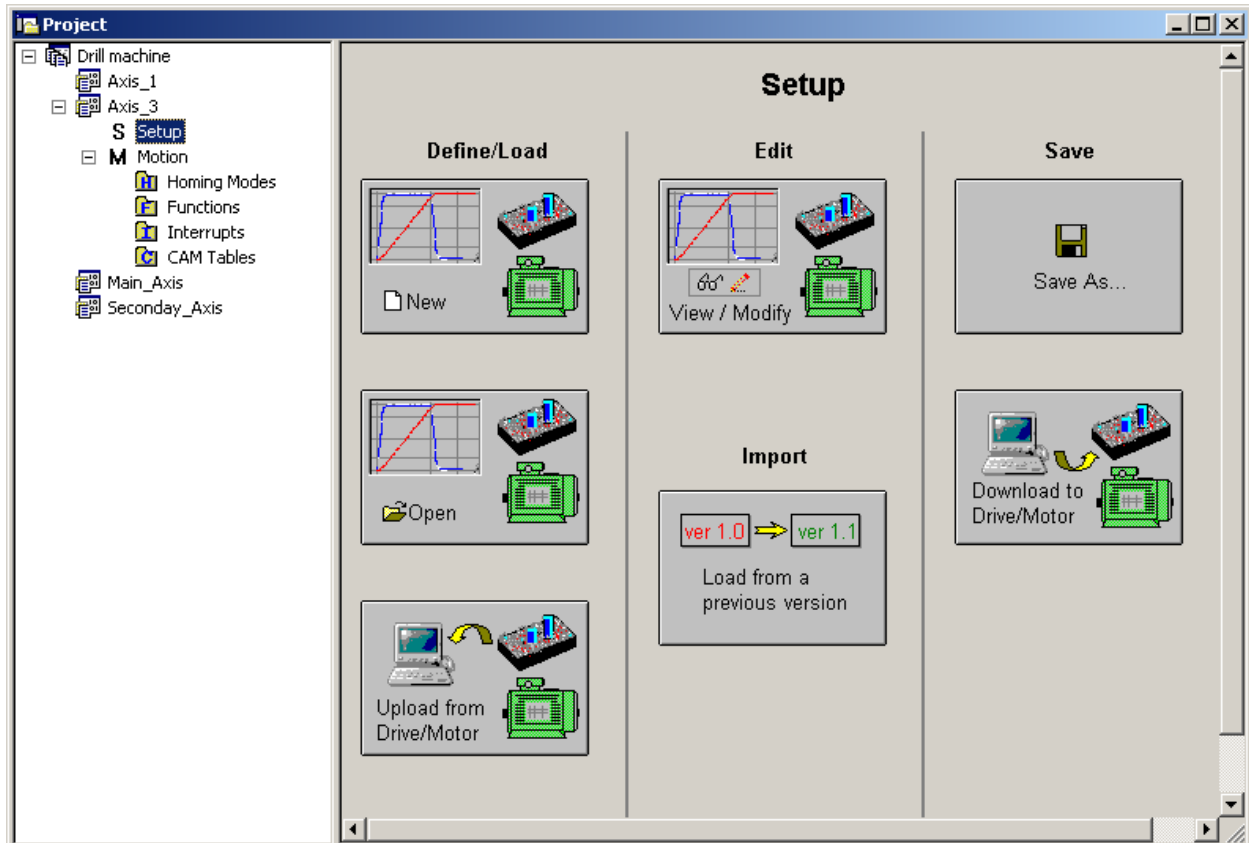 Project
Drill machine
Axis_1
Axis_3
S Setup
M Motion
H Homing Modes
F Functions
I Interrupts
C CAM Tables
Main_Axis
Seconday_Axis
Setup
Define/Load
New
Open
Upload from
Drive/Motor
Edit
View / Modify
Import
ver 1.0 ver 1.1
Load from a
previous version
Save
Save As...
Download to
Drive/Motor